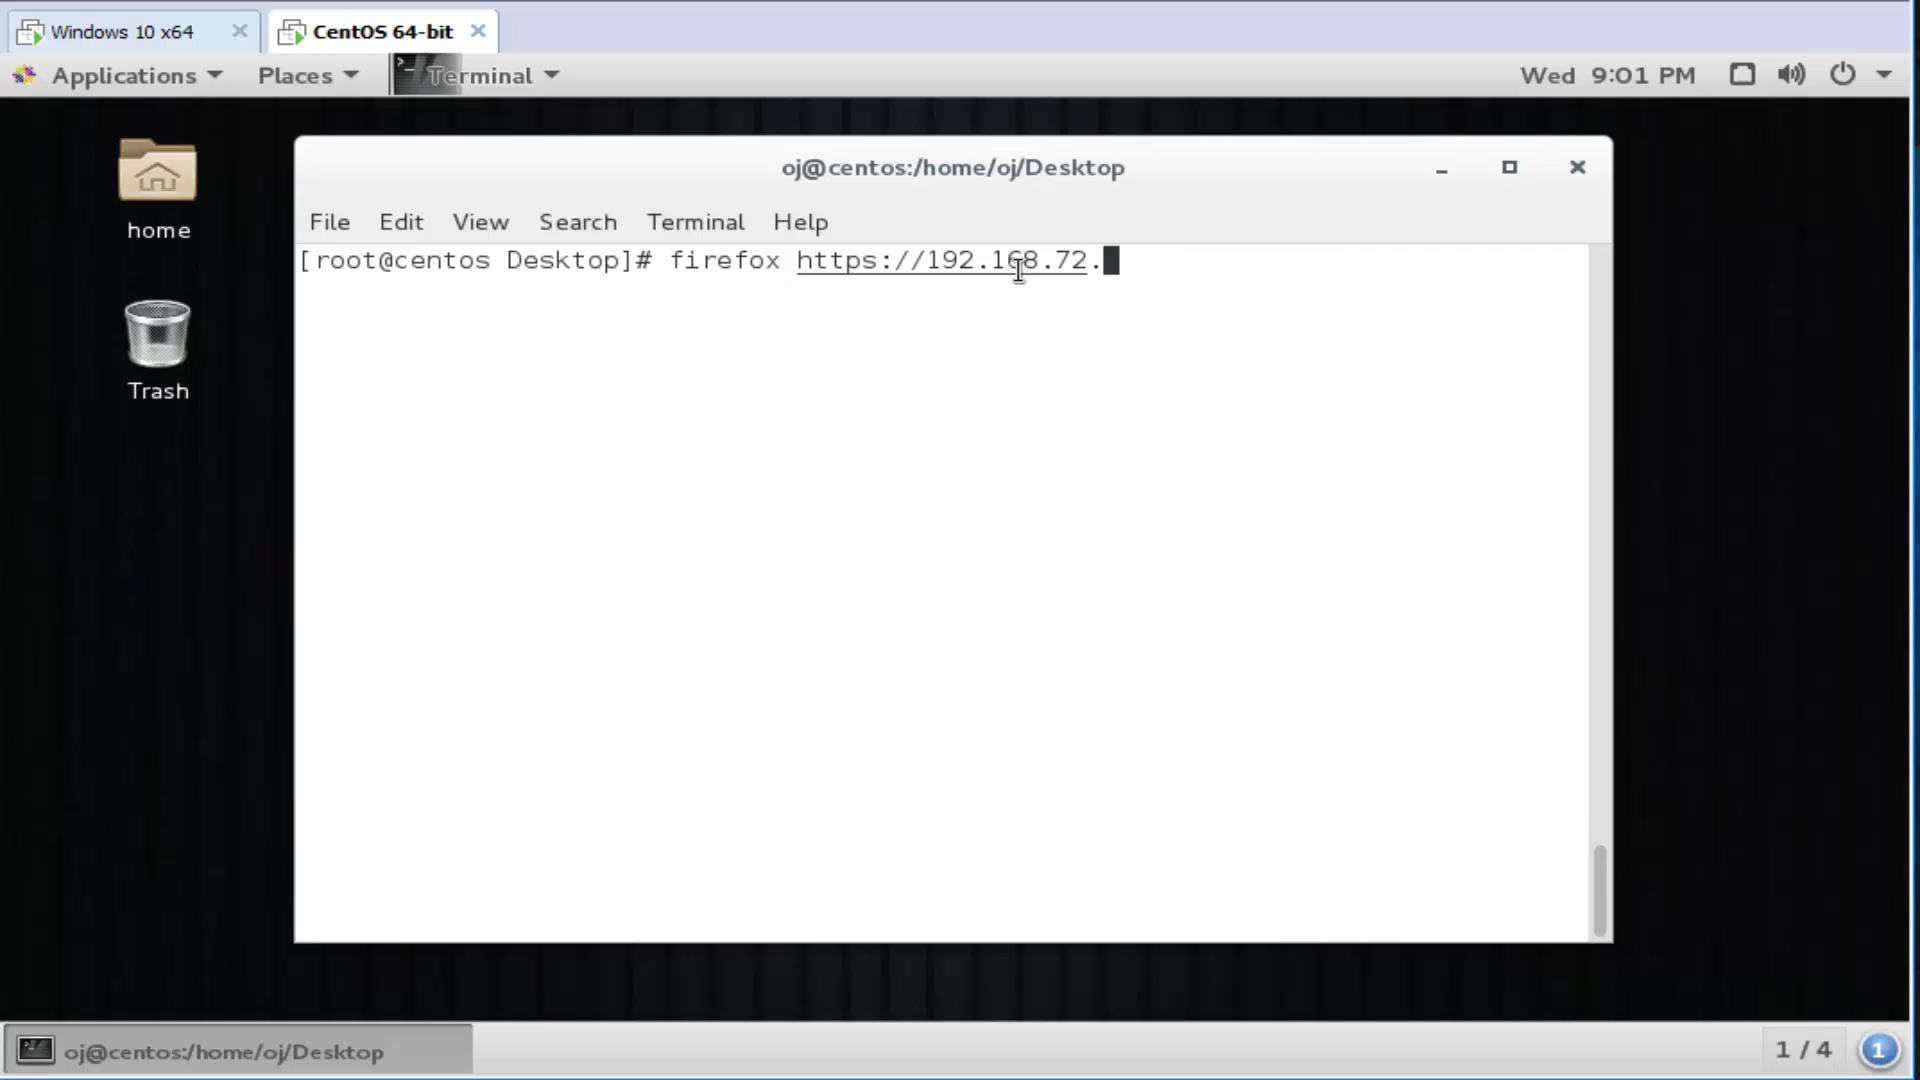 Windows 10 x64
CentOS 64-bit
Applications
Places
Terminal
Wed 9:01 PM
home
Trash
oj@centos:/home/oj/Desktop
File Edit View Search Terminal Help
[root@centos Desktop]# firefox https://192.168.72.
oj@centos:/home/oj/Desktop
1 / 4
1